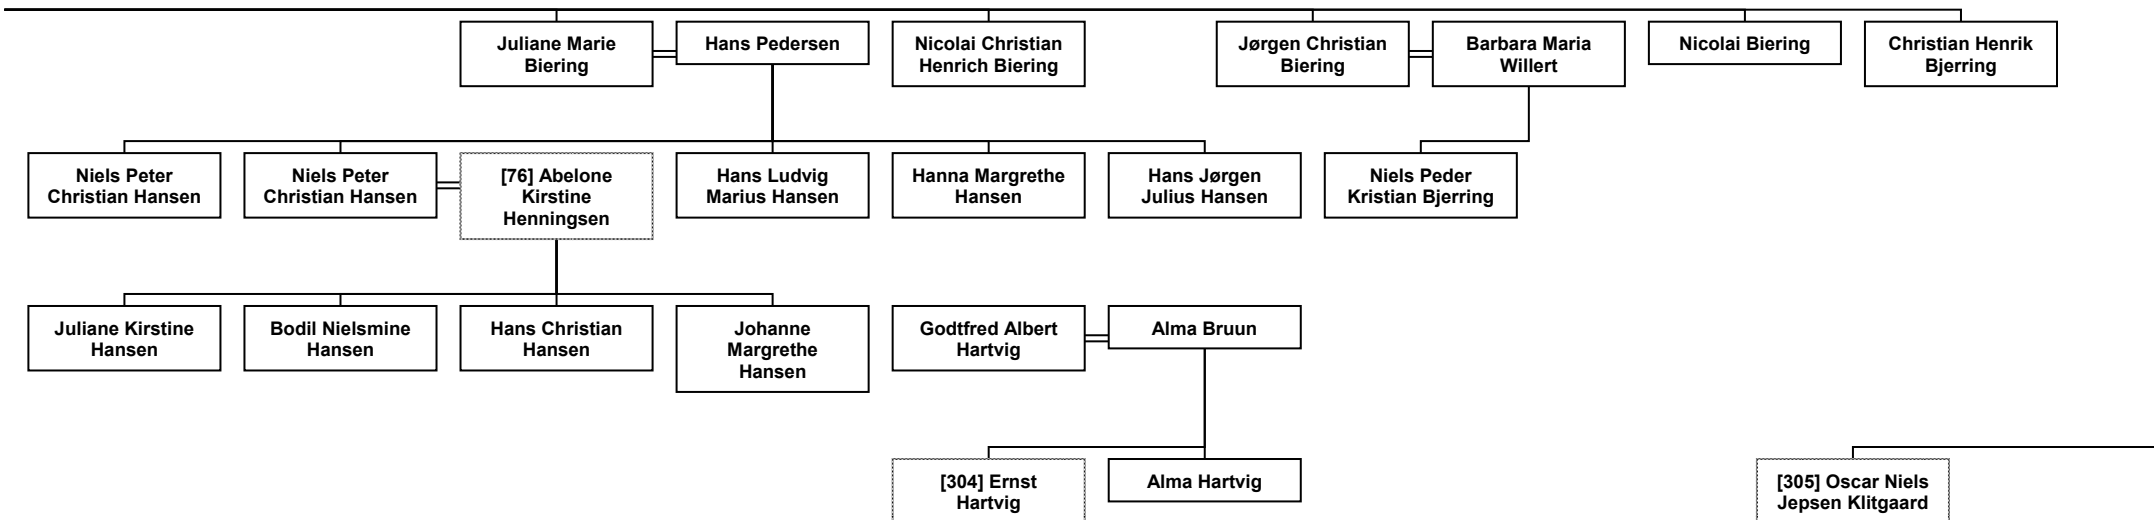 Juliane Marie
Biering
Hans Pedersen
Nicolai Christian
Henrich Biering
Jørgen Christian
Biering
Barbara Maria
Willert
Nicolai Biering
Christian Henrik
Bjerring
Niels Peter
Christian Hansen
Niels Peter
Christian Hansen
[76] Abelone
Kirstine
Henningsen
Hans Ludvig
Marius Hansen
Hanna Margrethe
Hansen
Hans Jørgen
Julius Hansen
Niels Peder
Kristian Bjerring
Juliane Kirstine
Hansen
Bodil Nielsmine
Hansen
Hans Christian
Hansen
Johanne
Margrethe
Hansen
Godtfred Albert
Hartvig
Alma Bruun
[304] Ernst
Hartvig
Alma Hartvig
[305] Oscar Niels
Jepsen Klitgaard